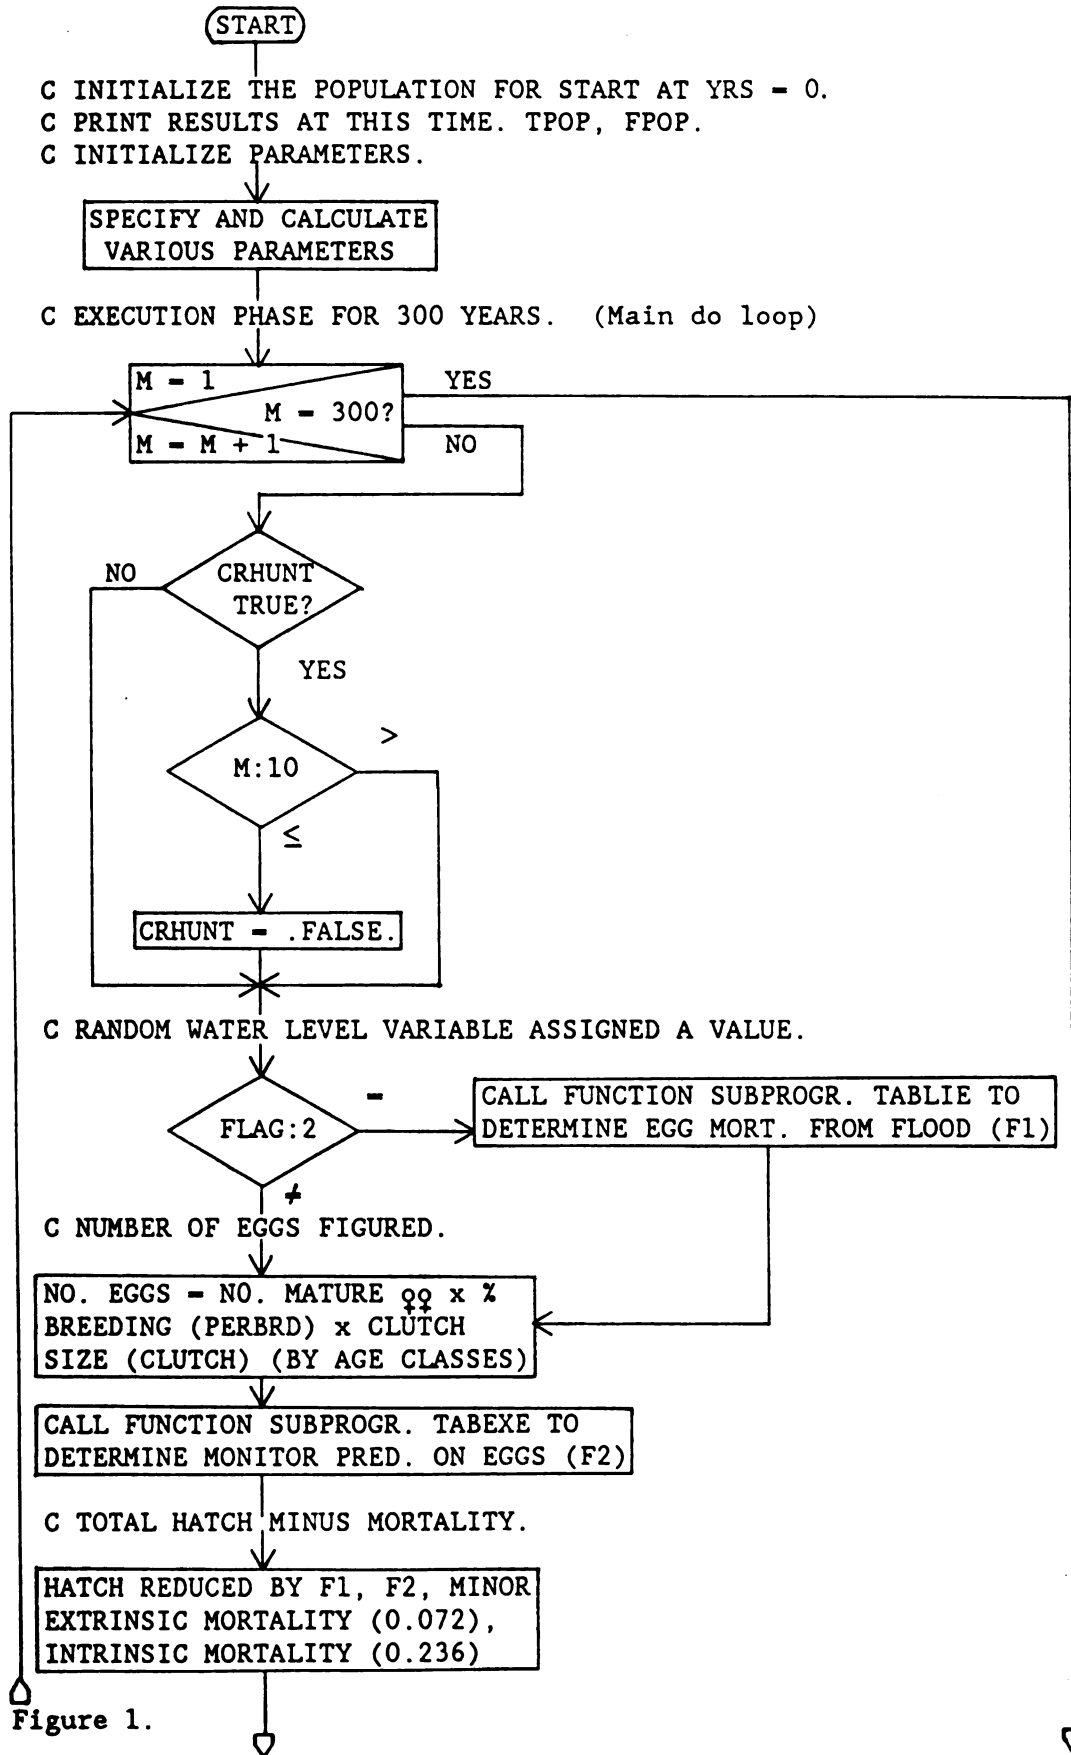 START
C INITIALIZE THE POPULATION FOR START AT YRS = 0.
C PRINT RESULTS AT THIS TIME. TPOP, FPOP.
C INITIALIZE PARAMETERS.
SPECIFY AND CALCULATE
VARIOUS PARAMETERS
C EXECUTION PHASE FOR 300 YEARS. (Main do loop)
M = 1
YES
M = 300?
M = M + 1
NO
NO
CRHUNT
TRUE?
YES
>
M:10
≤
CRHUNT = .FALSE.
C RANDOM WATER LEVEL VARIABLE ASSIGNED A VALUE.
=
FLAG:2
CALL FUNCTION SUBPROGR. TABLIE TO
DETERMINE EGG MORT. FROM FLOOD (F1)
≠
C NUMBER OF EGGS FIGURED.
NO. EGGS = NO. MATURE ♀♀ x %
BREEDING (PERBRD) x CLUTCH
SIZE (CLUTCH) (BY AGE CLASSES)
CALL FUNCTION SUBPROGR. TABEXE TO
DETERMINE MONITOR PRED. ON EGGS (F2)
C TOTAL HATCH MINUS MORTALITY.
HATCH REDUCED BY F1, F2, MINOR
EXTRINSIC MORTALITY (0.072),
INTRINSIC MORTALITY (0.236)
Figure 1.